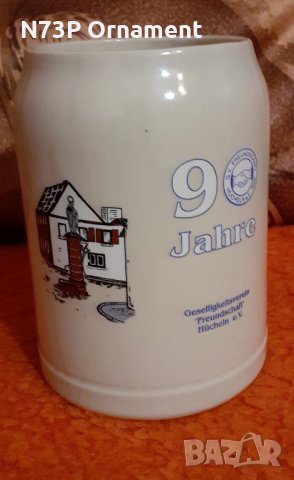 N73P Ornament
90
Jahre
Geselligkeitsverein
"Freundschaft"
Hücheln e.V.
BAZAR